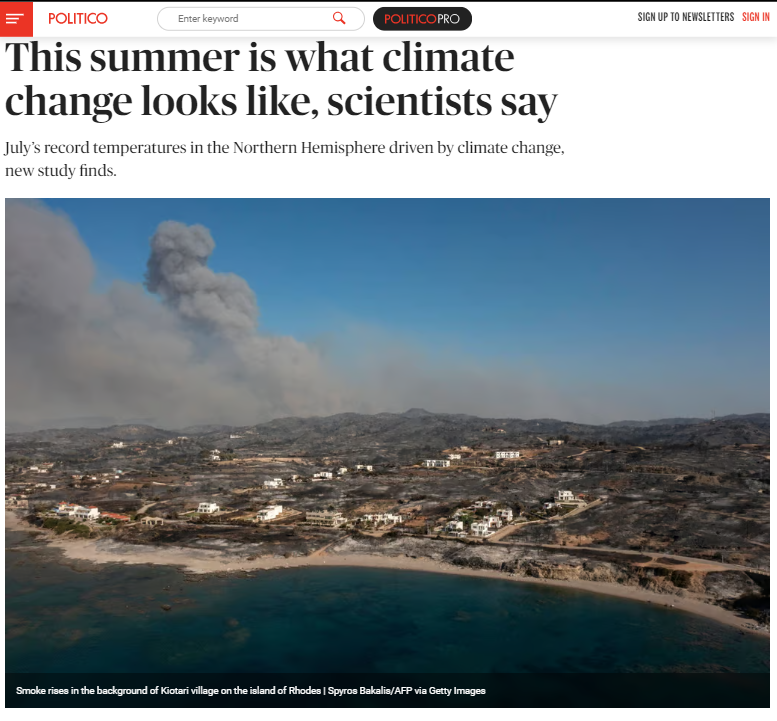 POLITICO
Enter keyword
POLITICOPRO
SIGN UP TO NEWSLETTERS
SIGN IN
This summer is what climate
change looks like, scientists say
July’s record temperatures in the Northern Hemisphere driven by climate change,
new study finds.
Smoke rises in the background of Kiotari village on the island of Rhodes | Spyros Bakalis/AFP via Getty Images